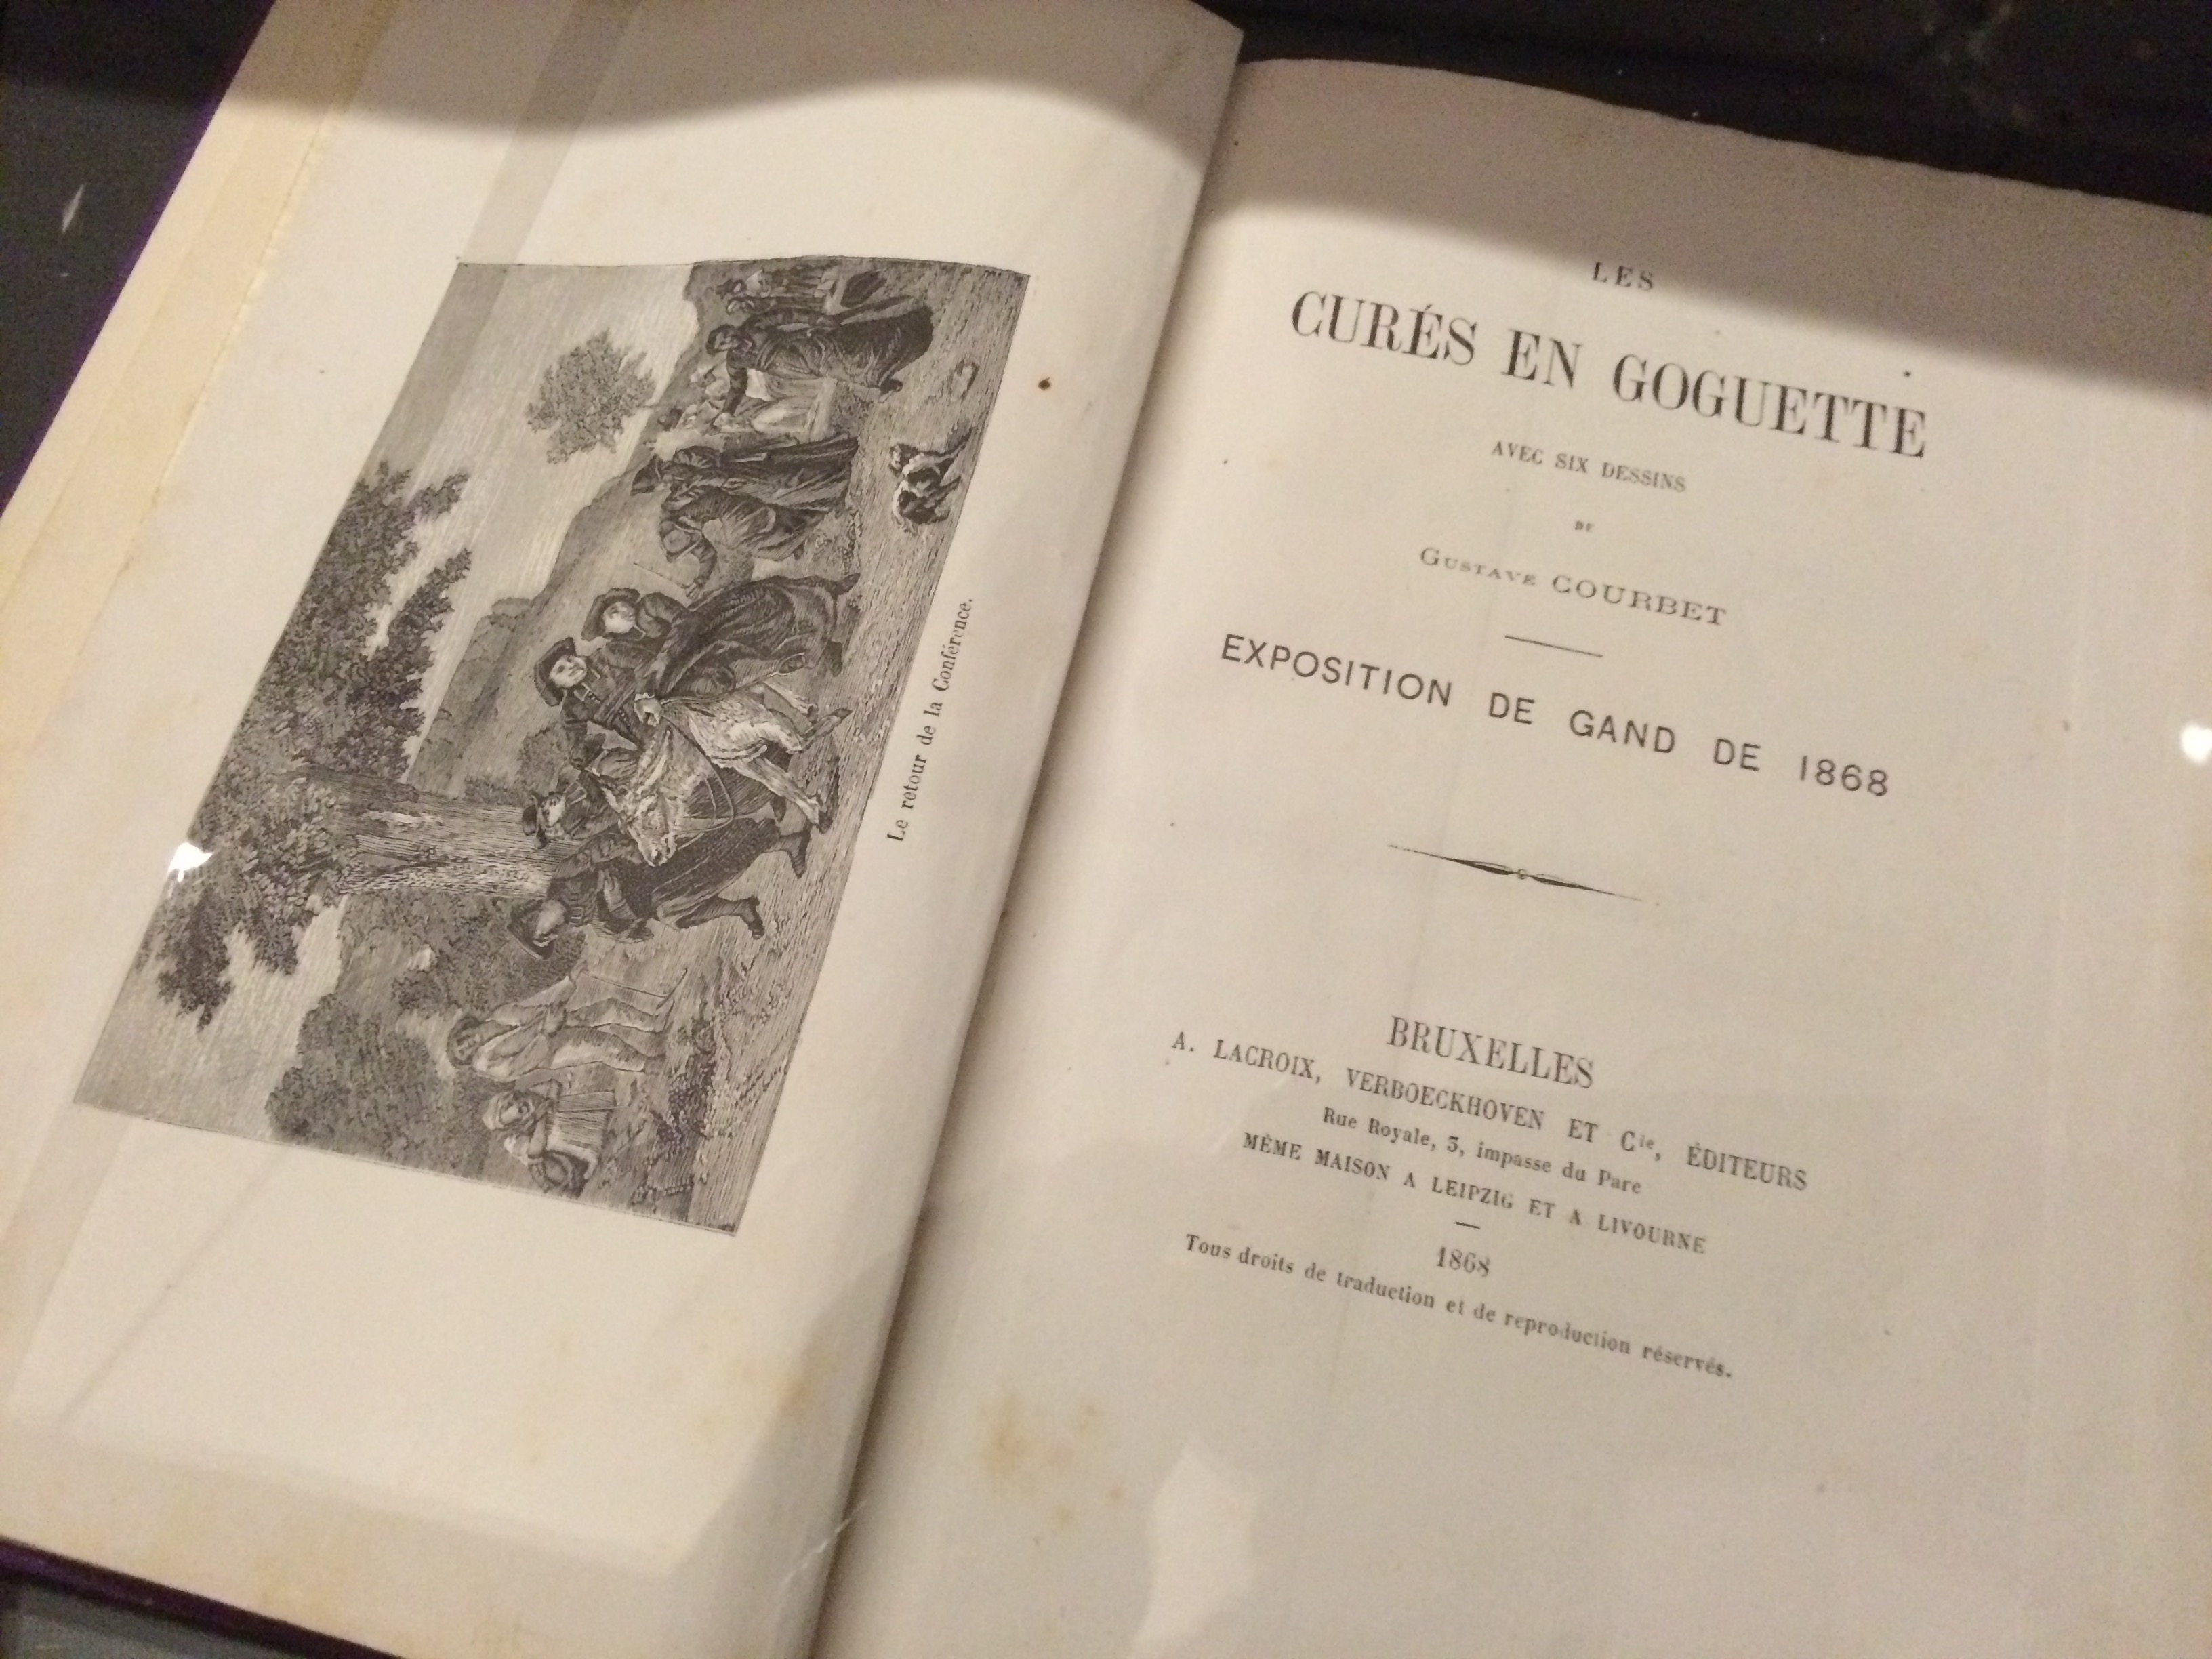 Le retour de la Conférence.
LES
CURÉS EN GOGUETTE
AVEC SIX DESSINS
DE
GUSTAVE COURBET
EXPOSITION DE GAND DE 1868
BRUXELLES
A. LACROIX, VERBOECKHOVEN ET Cie, ÉDITEURS
Rue Royale, 3, impasse du Parc
MÊME MAISON A LEIPZIG ET A LIVOURNE
1868
Tous droits de traduction et de reproduction réservés.